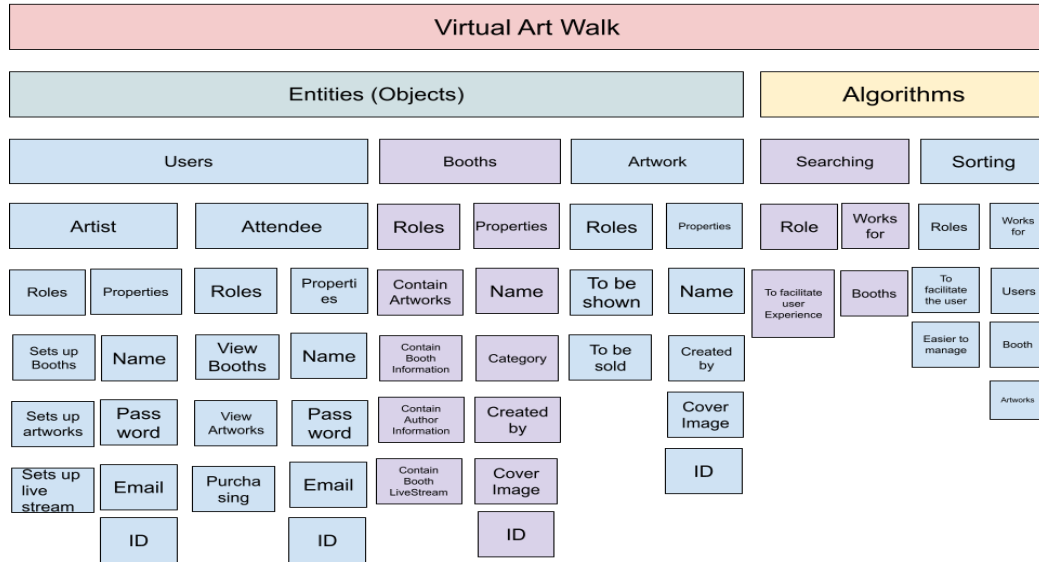 Virtual Art Walk
Entities (Objects)
Algorithms
Users
Booths
Artwork
Searching
Sorting
Artist
Attendee
Roles
Properties
Roles
Properties
Role
Works
for
Roles
Works
for
Roles
Properties
Roles
Properti
es
Contain
Artworks
Name
To be
shown
Name
To facilitate
user
Experience
Booths
To
facilitate
the user
Users
Sets up
Booths
Name
View
Booths
Name
Contain
Booth
Information
Category
To be
sold
Created
by
Easier to
manage
Booth
Sets up
artworks
Pass
word
View
Artworks
Pass
word
Contain
Author
Information
Created
by
Cover
Image
Artworks
Sets up
live
stream
Email
Purcha
sing
Email
Contain
Booth
LiveStream
Cover
Image
ID
ID
ID
ID